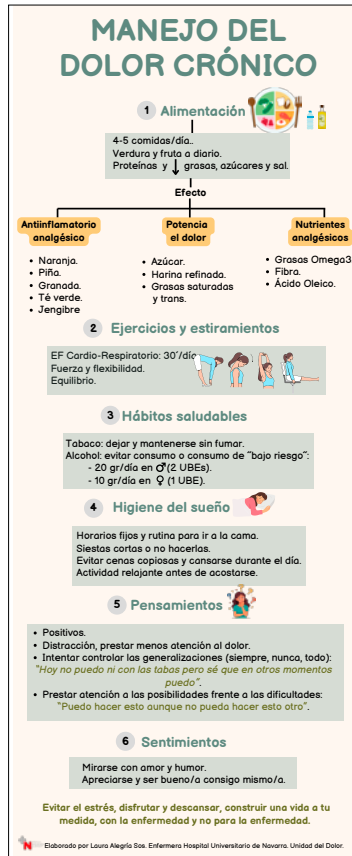 MANEJO DEL
DOLOR CRÓNICO
1 Alimentación
4-5 comidas/día..
Verdura y fruta a diario.
Proteínas y ↓ grasas, azúcares y sal.
Efecto
Antiinflamatorio
analgésico
• Naranja.
• Piña.
• Granada.
• Té verde.
• Jengibre
Potencia
el dolor
• Azúcar.
• Harina refinada.
• Grasas saturadas
y trans.
Nutrientes
analgésicos
• Grasas Omega3
• Fibra.
• Ácido Oleico.
2 Ejercicios y estiramientos
EF Cardio-Respiratorio: 30´/día
Fuerza y flexibilidad.
Equilibrio.
3 Hábitos saludables
Tabaco: dejar y mantenerse sin fumar.
Alcohol: evitar consumo o consumo de ¨bajo riesgo¨:
- 20 gr/día en ♂ (2 UBEs).
- 10 gr/día en ♀ (1 UBE).
4 Higiene del sueño
Horarios fijos y rutina para ir a la cama.
Siestas cortas o no hacerlas.
Evitar cenas copiosas y cansarse durante el día.
Actividad relajante antes de acostarse.
5 Pensamientos
• Positivos.
• Distracción, prestar menos atención al dolor.
• Intentar controlar las generalizaciones (siempre, nunca, todo):
¨Hoy no puedo ni con las tabas pero sé que en otros momentos
puedo¨.
• Prestar atención a las posibilidades frente a las dificultades:
¨Puedo hacer esto aunque no pueda hacer esto otro¨.
6 Sentimientos
Mirarse con amor y humor.
Apreciarse y ser bueno/a consigo mismo/a.
Evitar el estrés, disfrutar y descansar, construir una vida a tu
medida, con la enfermedad y no para la enfermedad.
Elaborado por Laura Alegría Sos. Enfermera Hospital Universitario de Navarra. Unidad del Dolor.